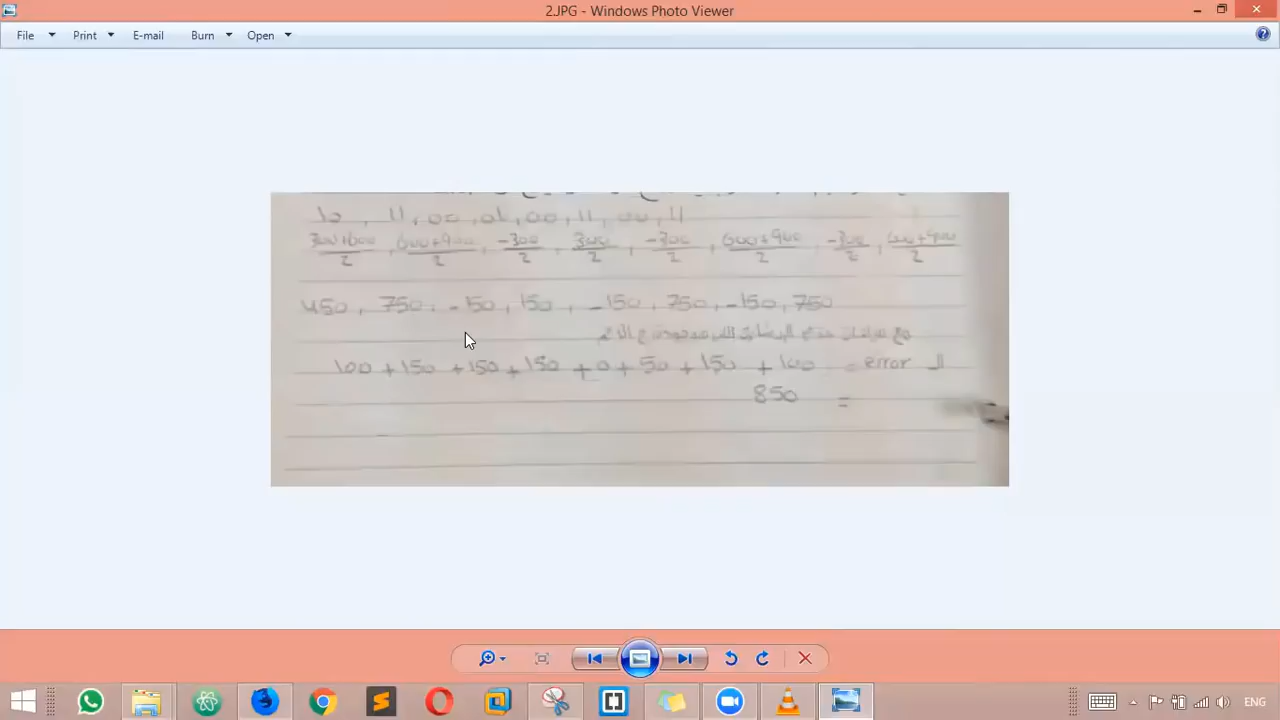 2.JPG - Windows Photo Viewer
File Print E-mail Burn Open
10 , 11 , 00 , 01 , 00 , 11 , 00 , 11
300+600/2 , 600+900/2 , -300/2 , 300/2 , -300/2 , 600+900/2 , -300/2 , 600+900/2
450 , 750 , -150 , 150 , -150 , 750 , -150 , 750
مع
100 + 150 + 150 + 150 + 0 + 50 + 150 + 100 = error ال
850 =
ENG